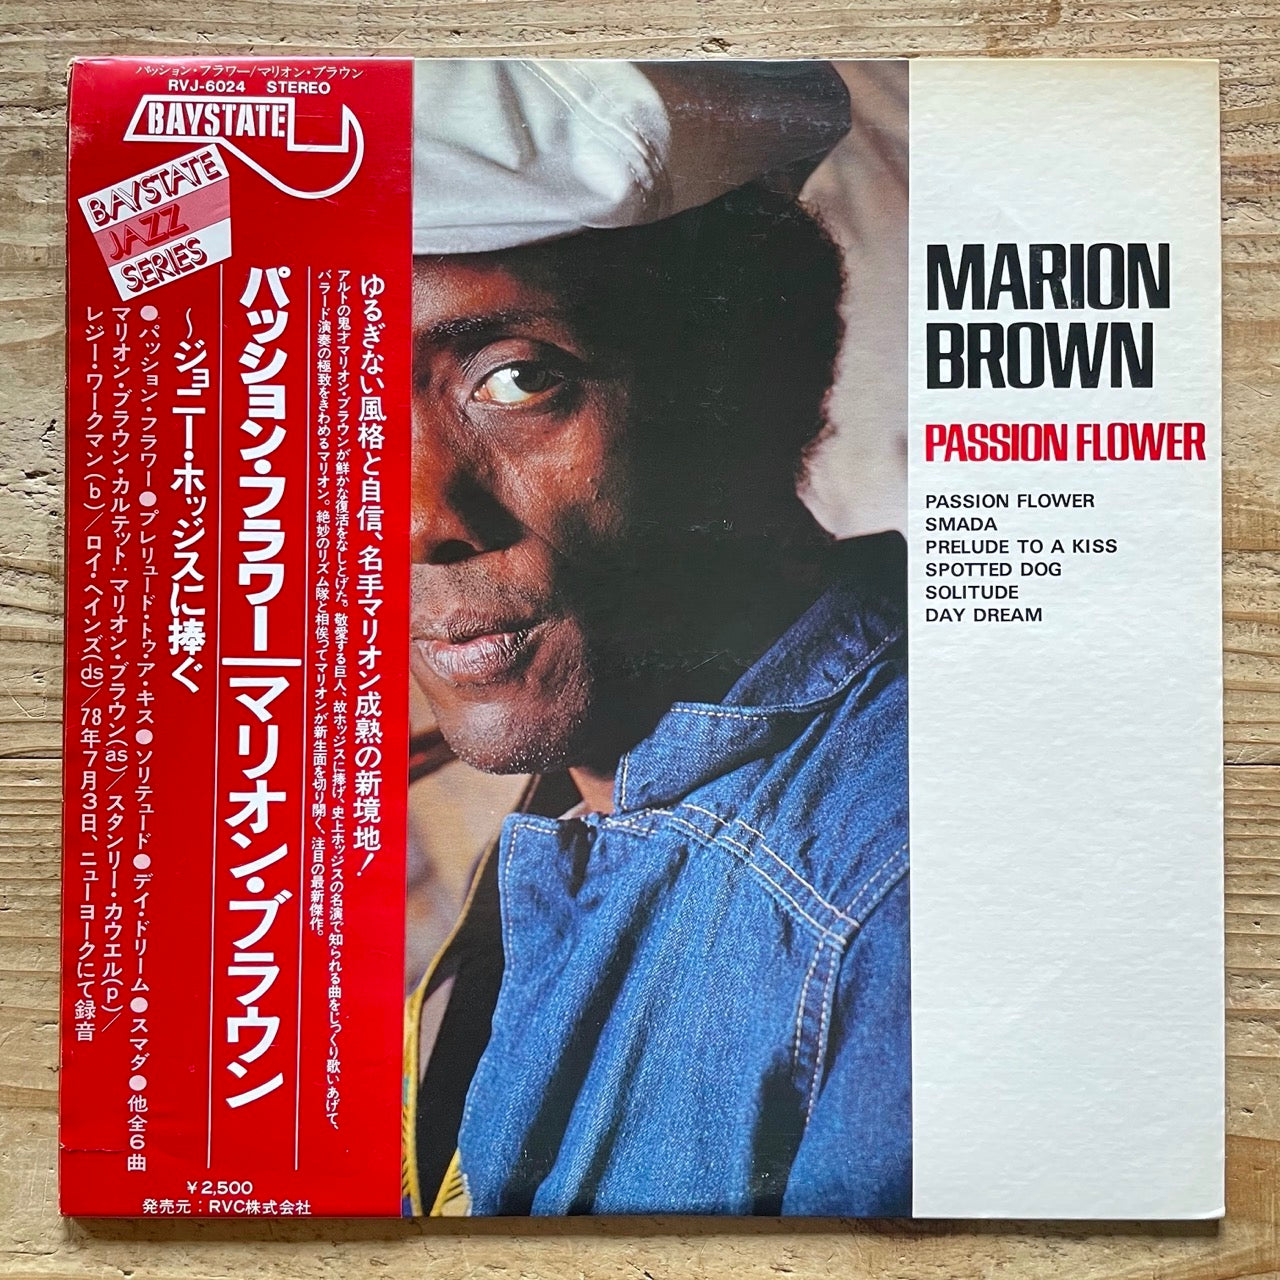 パッション・フラワー/マリオン・ブラウン
RVJ-6024 STEREO
BAYSTATE
BAYSTATE
JAZZ
SERIES
ゆるぎない風格と自信、名手マリオン成熟の新境地!
アルトの鬼才マリオン・ブラウンが鮮かな復活をなしとげた。敬愛する巨人、故ホッジスに捧げ、史上ホッジスの名演で知られる曲をじっくり歌いあげて、
バラード演奏の極致をきわめるマリオン。絶妙のリズム隊と相俟ってマリオンが新生面を切り開く、注目の最新傑作。
パッション・フラワー|マリオン・ブラウン
〜ジョニー・ホッジスに捧ぐ
●パッション・フラワー●プレリュード・トゥ・ア・キス●ソリテュード●デイ・ドリーム●スマダ●他全6曲
マリオン・ブラウン・カルテット:マリオン・ブラウン(as)/スタンリー・カウエル(p)/
レジー・ワークマン(b)/ロイ・ヘインズ(ds)/78年7月3日、ニューヨークにて録音
¥2,500
発売元:RVC株式会社
MARION
BROWN
PASSION FLOWER
PASSION FLOWER
SMADA
PRELUDE TO A KISS
SPOTTED DOG
SOLITUDE
DAY DREAM